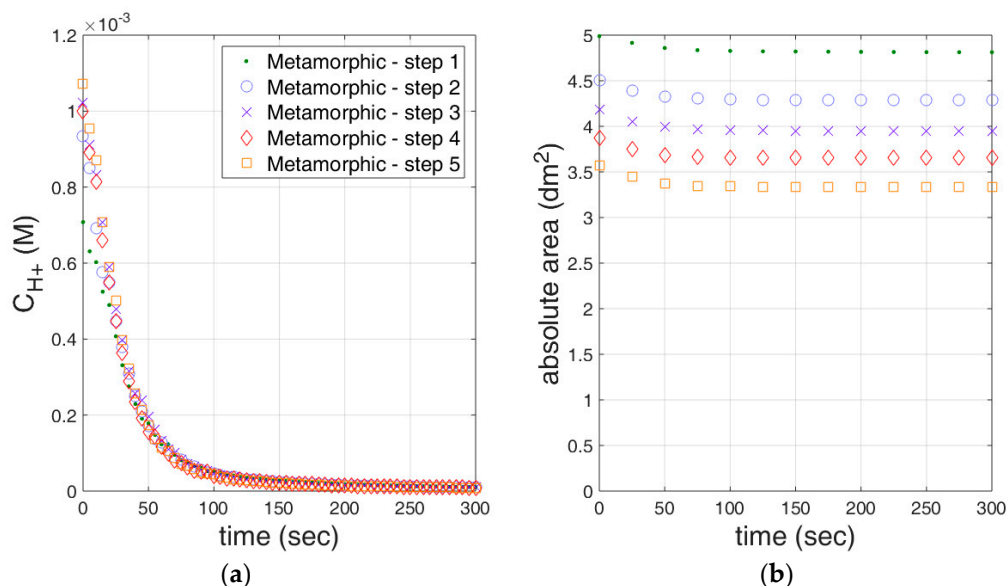 ×10⁻³
1.2
1
0.8
0.6
0.4
0.2
0
C_H+ (M)
Metamorphic - step 1
Metamorphic - step 2
Metamorphic - step 3
Metamorphic - step 4
Metamorphic - step 5
0 50 100 150 200 250 300
time (sec)
(a)
5
4.5
4
3.5
3
2.5
2
1.5
1
0.5
0
absolute area (dm²)
0 50 100 150 200 250 300
time (sec)
(b)